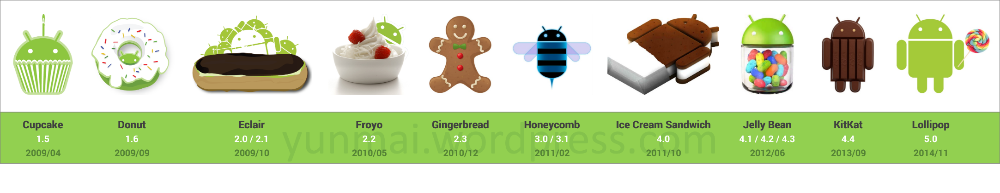 Cupcake
1.5
2009/04
Donut
1.6
2009/09
Eclair
2.0 / 2.1
2009/10
Froyo
2.2
2010/05
Gingerbread
2.3
2010/12
Honeycomb
3.0 / 3.1
2011/02
Ice Cream Sandwich
4.0
2011/10
Jelly Bean
4.1 / 4.2 / 4.3
2012/06
KitKat
4.4
2013/09
Lollipop
5.0
2014/11
yunmai.wordpress.com